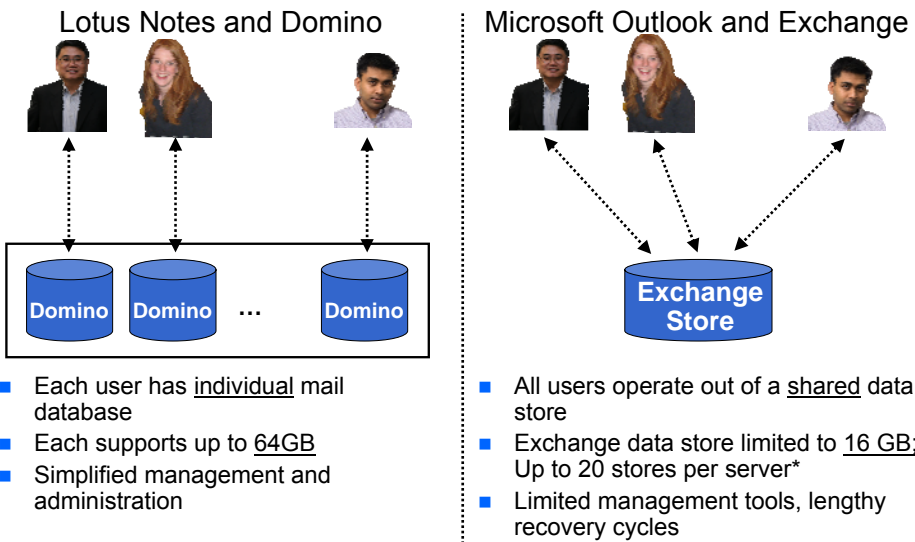 Lotus Notes and Domino
Domino
Domino
...
Domino
Each user has individual mail
database
Each supports up to 64GB
Simplified management and
administration
Microsoft Outlook and Exchange
Exchange
Store
All users operate out of a shared data
store
Exchange data store limited to 16 GB;
Up to 20 stores per server*
Limited management tools, lengthy
recovery cycles